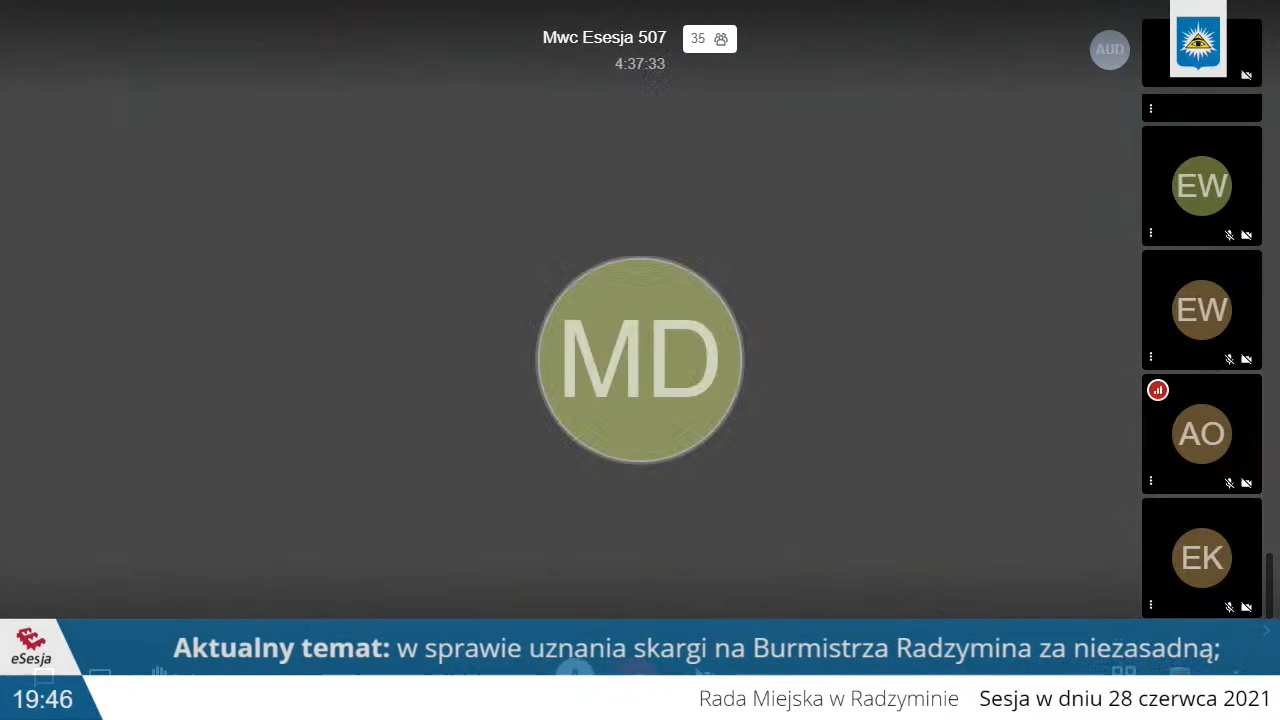 Mwc Esesja 507
35
4:37:33
AUD
EW
EW
MD
AO
EK
Aktualny temat: w sprawie uznania skargi na Burmistrza Radzymina za niezasadną;
eSesja
19:46
Rada Miejska w Radzyminie Sesja w dniu 28 czerwca 2021